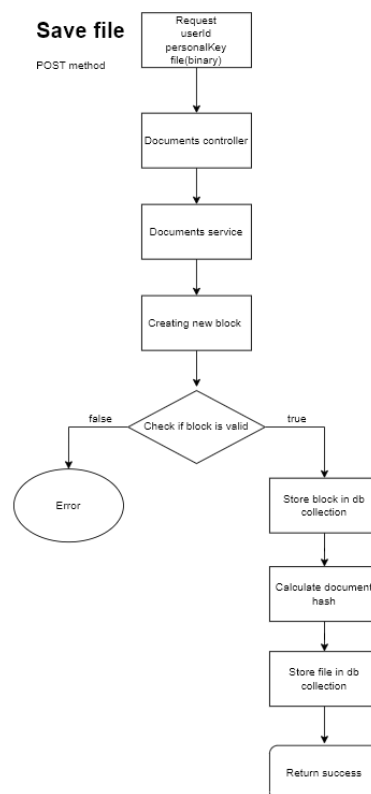 Save file
POST method
Request
userId
personalKey
file(binary)
Documents controller
Documents service
Creating new block
Check if block is valid
false
true
Error
Store block in db
collection
Calculate document
hash
Store file in db
collection
Return success